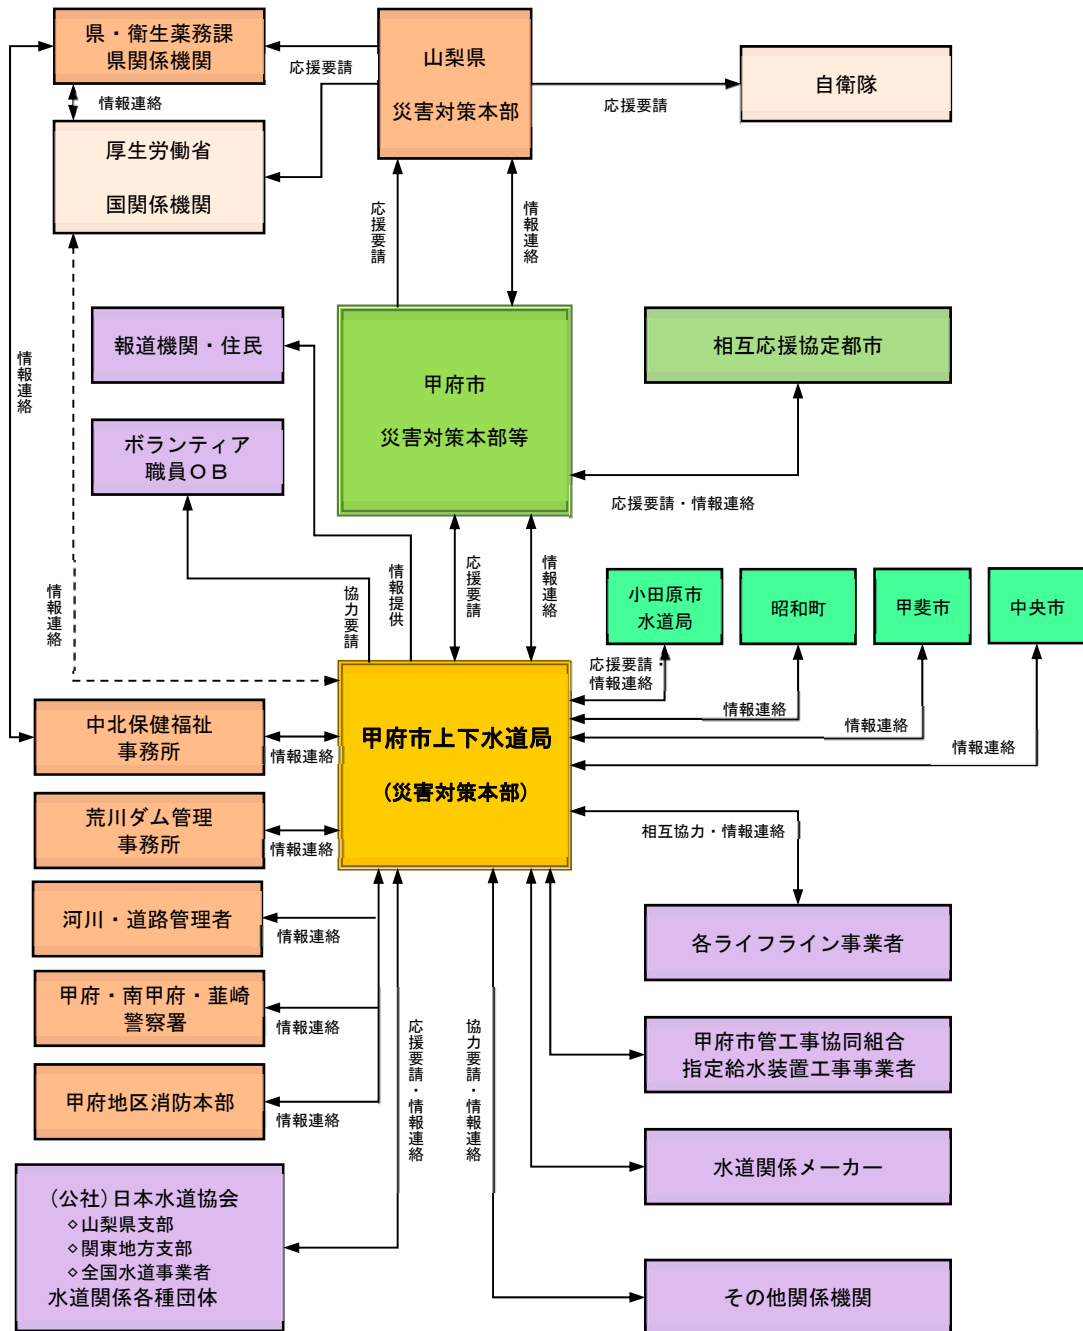 県・衛生薬務課
県関係機関
応援要請
山梨県
災害対策本部
応援要請
自衛隊
情報連絡
厚生労働省
国関係機関
応援要請
情報連絡
情報連絡
報道機関・住民
甲府市
災害対策本部等
相互応援協定都市
ボランティア
職員ＯＢ
応援要請・情報連絡
情報連絡
協力要請
情報提供
応援要請
情報連絡
小田原市
水道局
昭和町
甲斐市
中央市
応援要請・
情報連絡
情報連絡
情報連絡
情報連絡
中北保健福祉
事務所
情報連絡
甲府市上下水道局
(災害対策本部)
荒川ダム管理
事務所
情報連絡
相互協力・情報連絡
河川・道路管理者
情報連絡
各ライフライン事業者
甲府・南甲府・韮崎
警察署
情報連絡
応援要請・情報連絡
協力要請・情報連絡
甲府市管工事協同組合
指定給水装置工事事業者
甲府地区消防本部
情報連絡
水道関係メーカー
(公社)日本水道協会
◇山梨県支部
◇関東地方支部
◇全国水道事業者
水道関係各種団体
その他関係機関